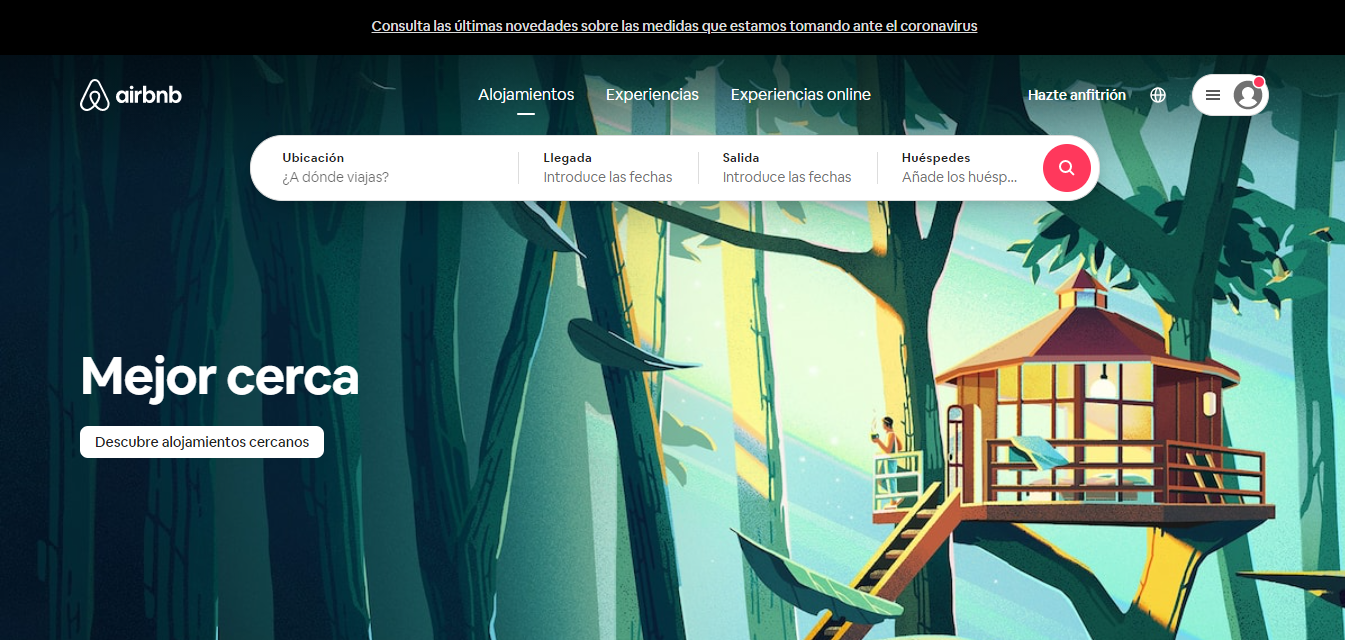 Consulta las últimas novedades sobre las medidas que estamos tomando ante el coronavirus
airbnb
Alojamientos
Experiencias
Experiencias online
Hazte anfitrión
Ubicación
¿A dónde viajas?
Llegada
Introduce las fechas
Salida
Introduce las fechas
Huéspedes
Añade los huésp...
Mejor cerca
Descubre alojamientos cercanos